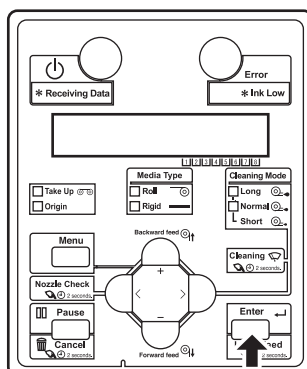 Error
* Receiving Data
* Ink Low
1 2 3 4 5 6 7 8
Media Type
Cleaning Mode
Take Up
Roll
Long
Origin
Rigid
Normal
Short
Menu
Backward feed
Cleaning
2 seconds.
+
Nozzle Check
2 seconds.
< >
Pause
Enter
−
Cancel
2 seconds.
Forward feed
2 seconds.